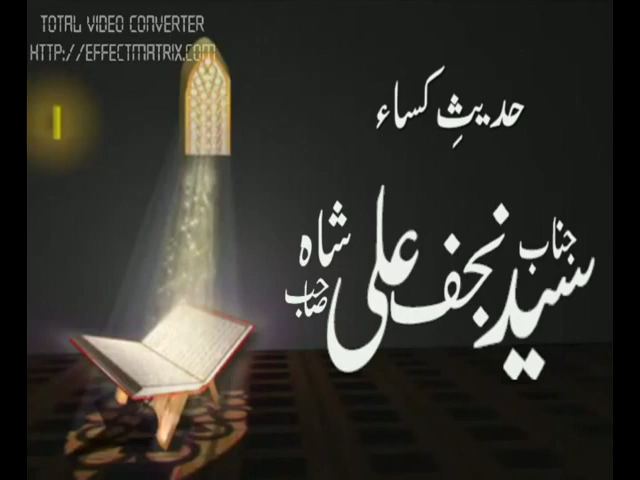 TOTAL VIDEO CONVERTER
HTTP://EFFECTMATRIX.COM
حدیثِ کساء
جناب سید نجف علی شاہ صاحب